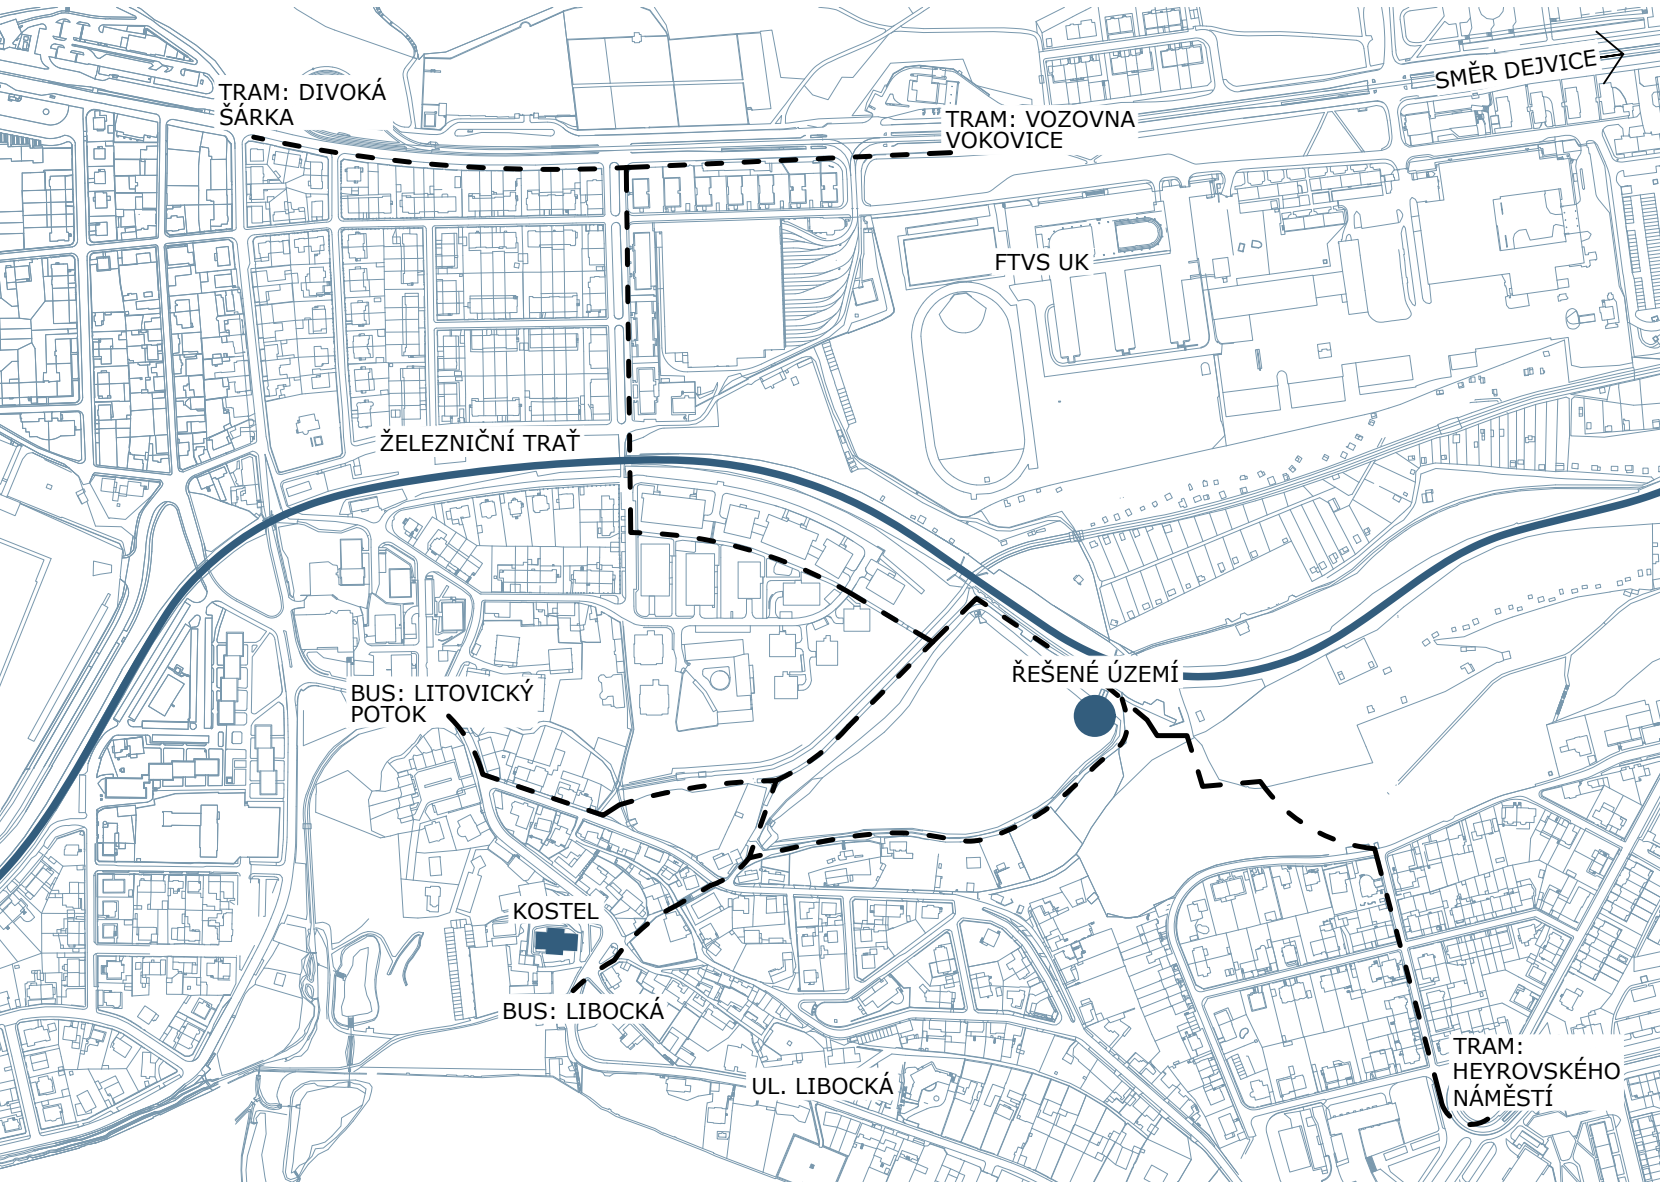 SMĚR DEJVICE
TRAM: DIVOKÁ
ŠÁRKA
TRAM: VOZOVNA
VOKOVICE
FTVS UK
ŽELEZNIČNÍ TRAŤ
ŘEŠENÉ ÚZEMÍ
BUS: LITOVICKÝ
POTOK
KOSTEL
BUS: LIBOCKÁ
UL. LIBOCKÁ
TRAM:
HEYROVSKÉHO
NÁMĚSTÍ